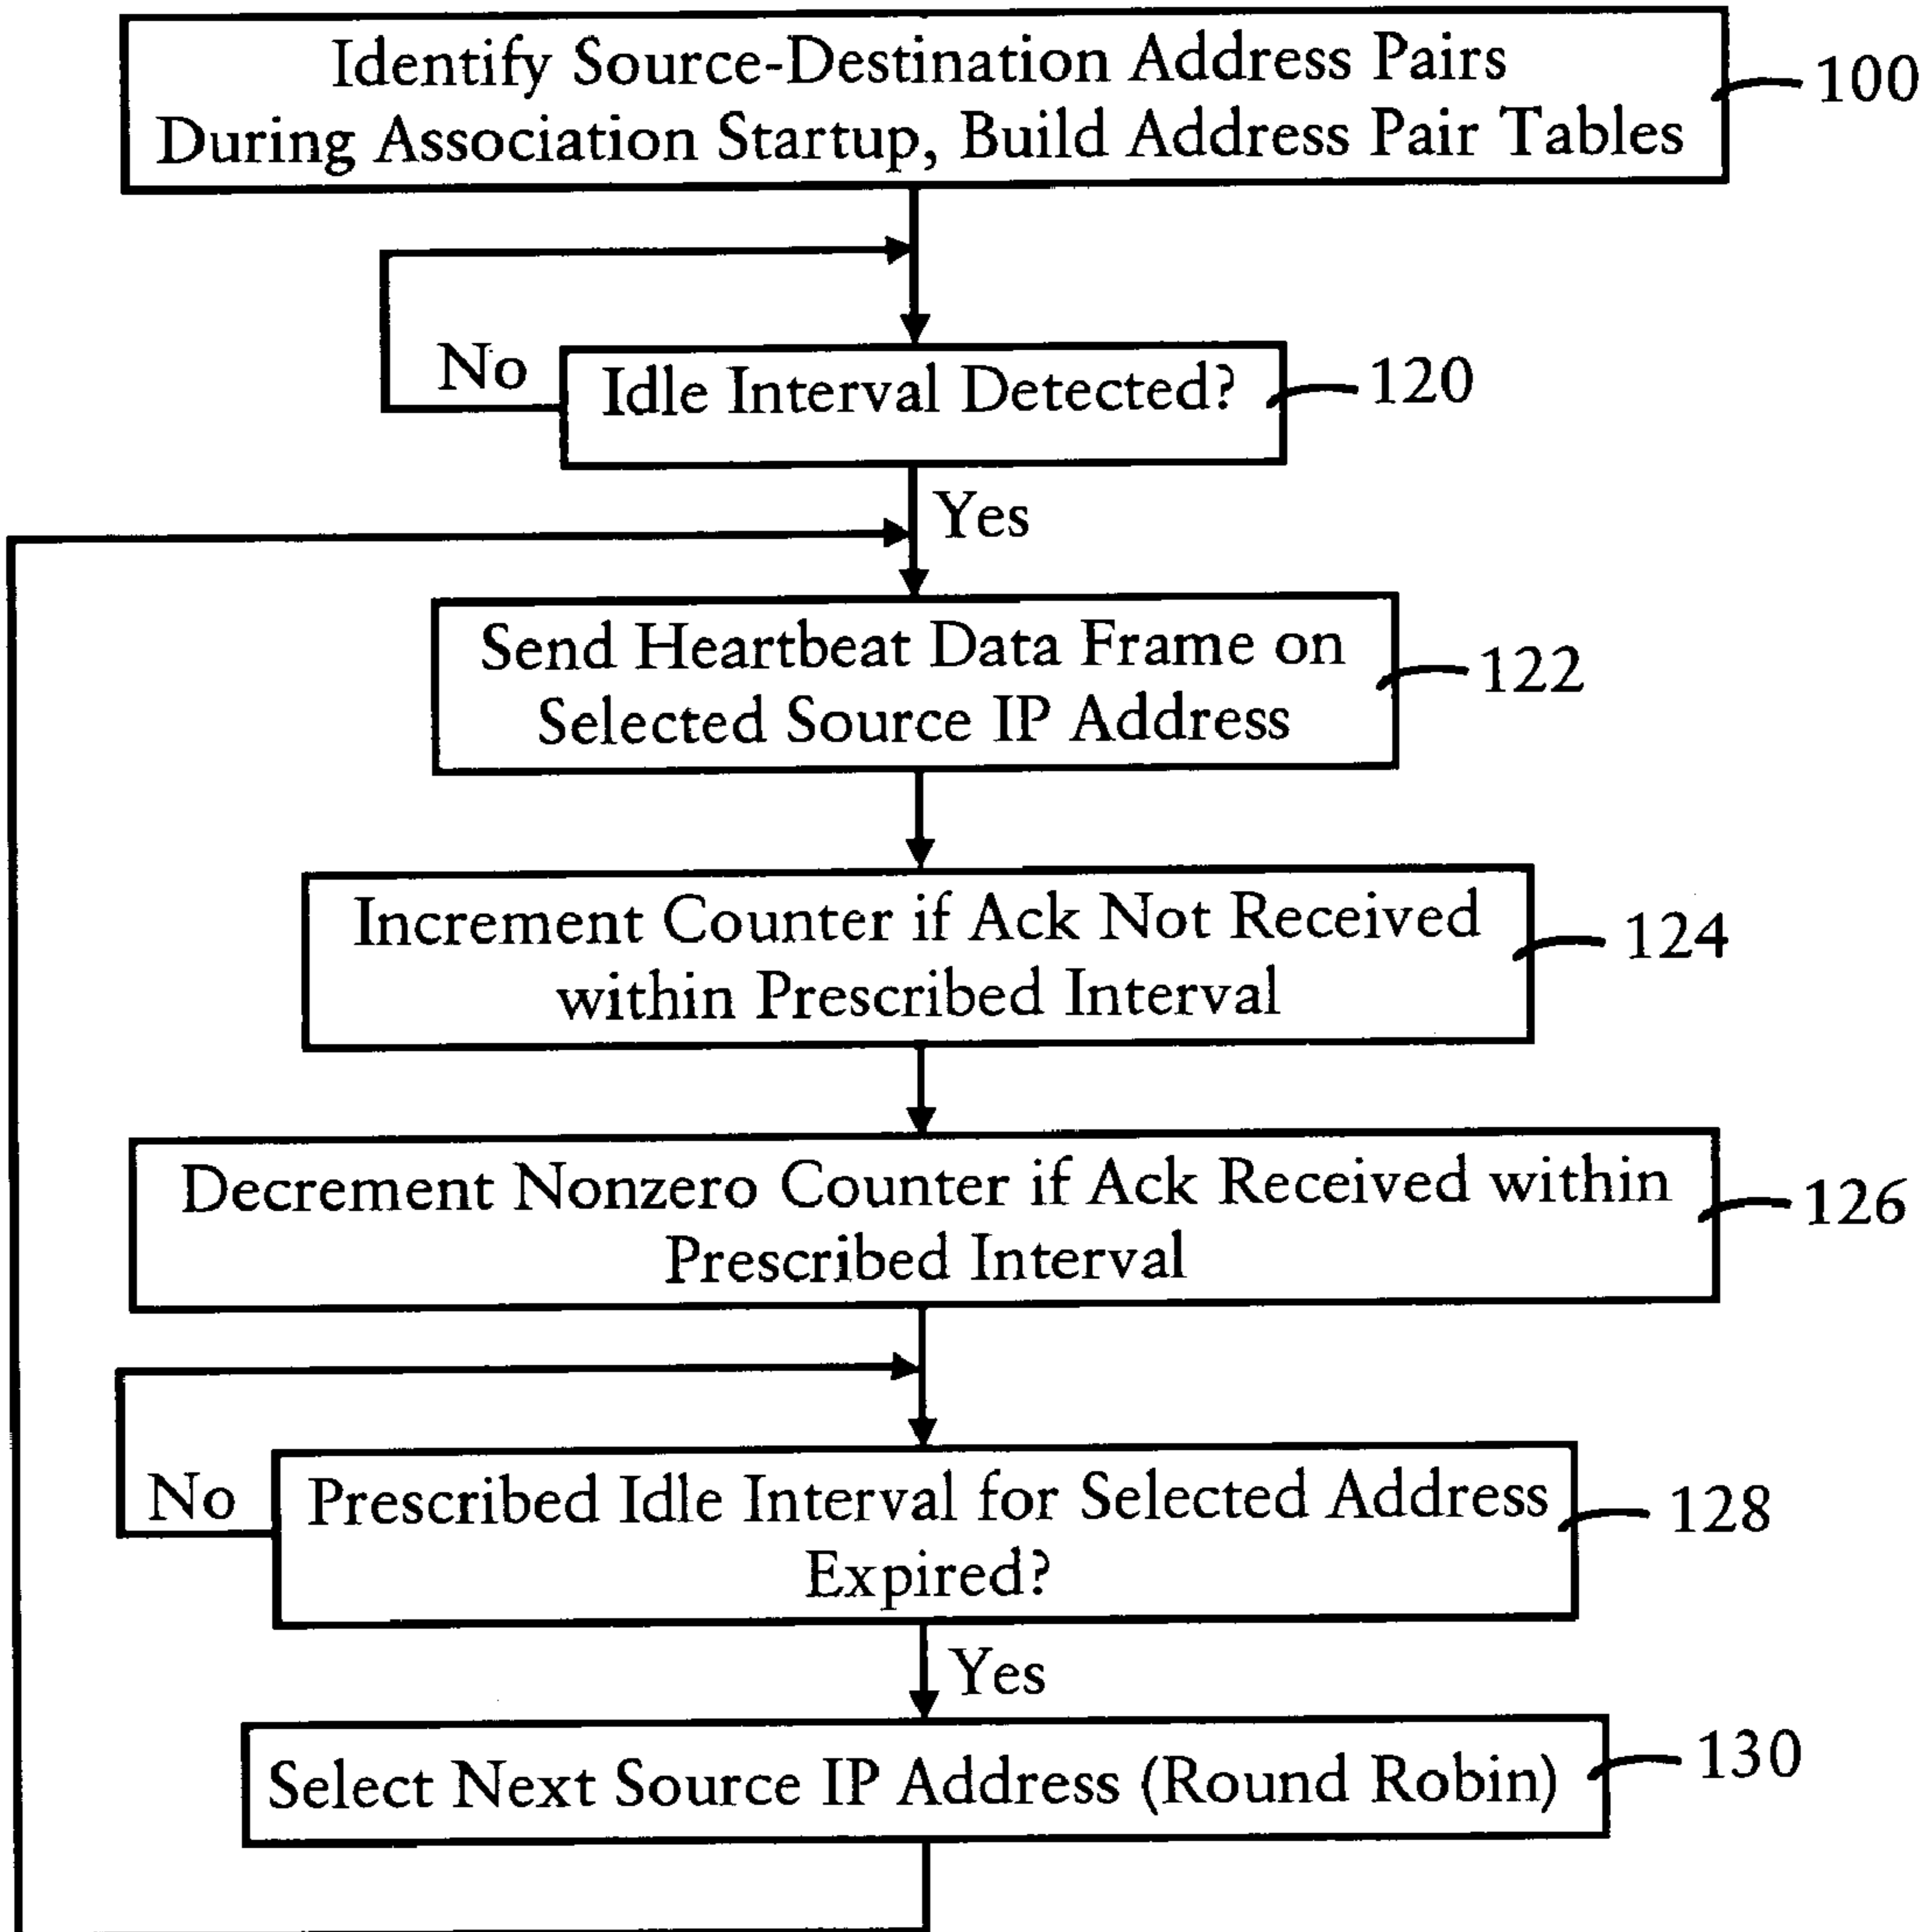 Identify Source-Destination Address Pairs
During Association Startup, Build Address Pair Tables
100
No
Idle Interval Detected?
120
Yes
Send Heartbeat Data Frame on
Selected Source IP Address
122
Increment Counter if Ack Not Received
within Prescribed Interval
124
Decrement Nonzero Counter if Ack Received within
Prescribed Interval
126
No
Prescribed Idle Interval for Selected Address
Expired?
128
Yes
Select Next Source IP Address (Round Robin)
130